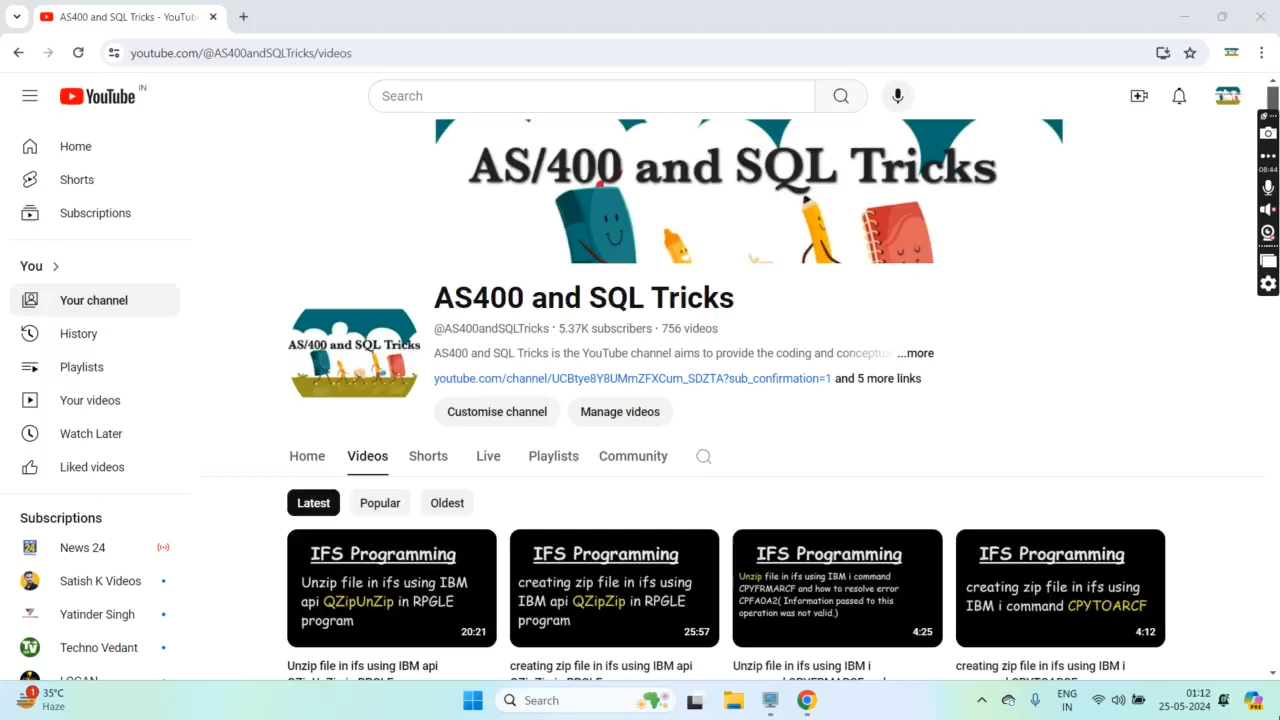 AS400 and SQL Tricks - YouTube
youtube.com/@AS400andSQLTricks/videos
YouTube IN
Search
AS/400 and SQL Tricks
Home
Shorts
Subscriptions
You
Your channel
History
Playlists
Your videos
Watch Later
Liked videos
Subscriptions
News 24
Satish K Videos
Yatinder Singh
Techno Vedant
AS/400 and SQL Tricks
AS400 and SQL Tricks
@AS400andSQLTricks · 5.37K subscribers · 756 videos
AS400 and SQL Tricks is the YouTube channel aims to provide the coding and conceptual ...more
youtube.com/channel/UCBtye8Y8UMmZFXCum_SDZTA?sub_confirmation=1 and 5 more links
Customise channel Manage videos
Home Videos Shorts Live Playlists Community
Latest Popular Oldest
IFS Programming
Unzip file in ifs using IBM
api QZipUnZip in RPGLE
program
20:21
Unzip file in ifs using IBM api
IFS Programming
creating zip file in ifs using
IBM api QZipZip in RPGLE
program
25:57
creating zip file in ifs using IBM api
IFS Programming
Unzip file in ifs using IBM i command
CPYFRMARCF and how to resolve error
CPFA0A2( Information passed to this
operation was not valid.)
4:25
Unzip file in ifs using IBM i
IFS Programming
creating zip file in ifs using
IBM i command CPYTOARCF
4:12
creating zip file in ifs using IBM i
08:44
1
35°C
Haze
Search
ENG
IN
01:12
25-05-2024
PRE